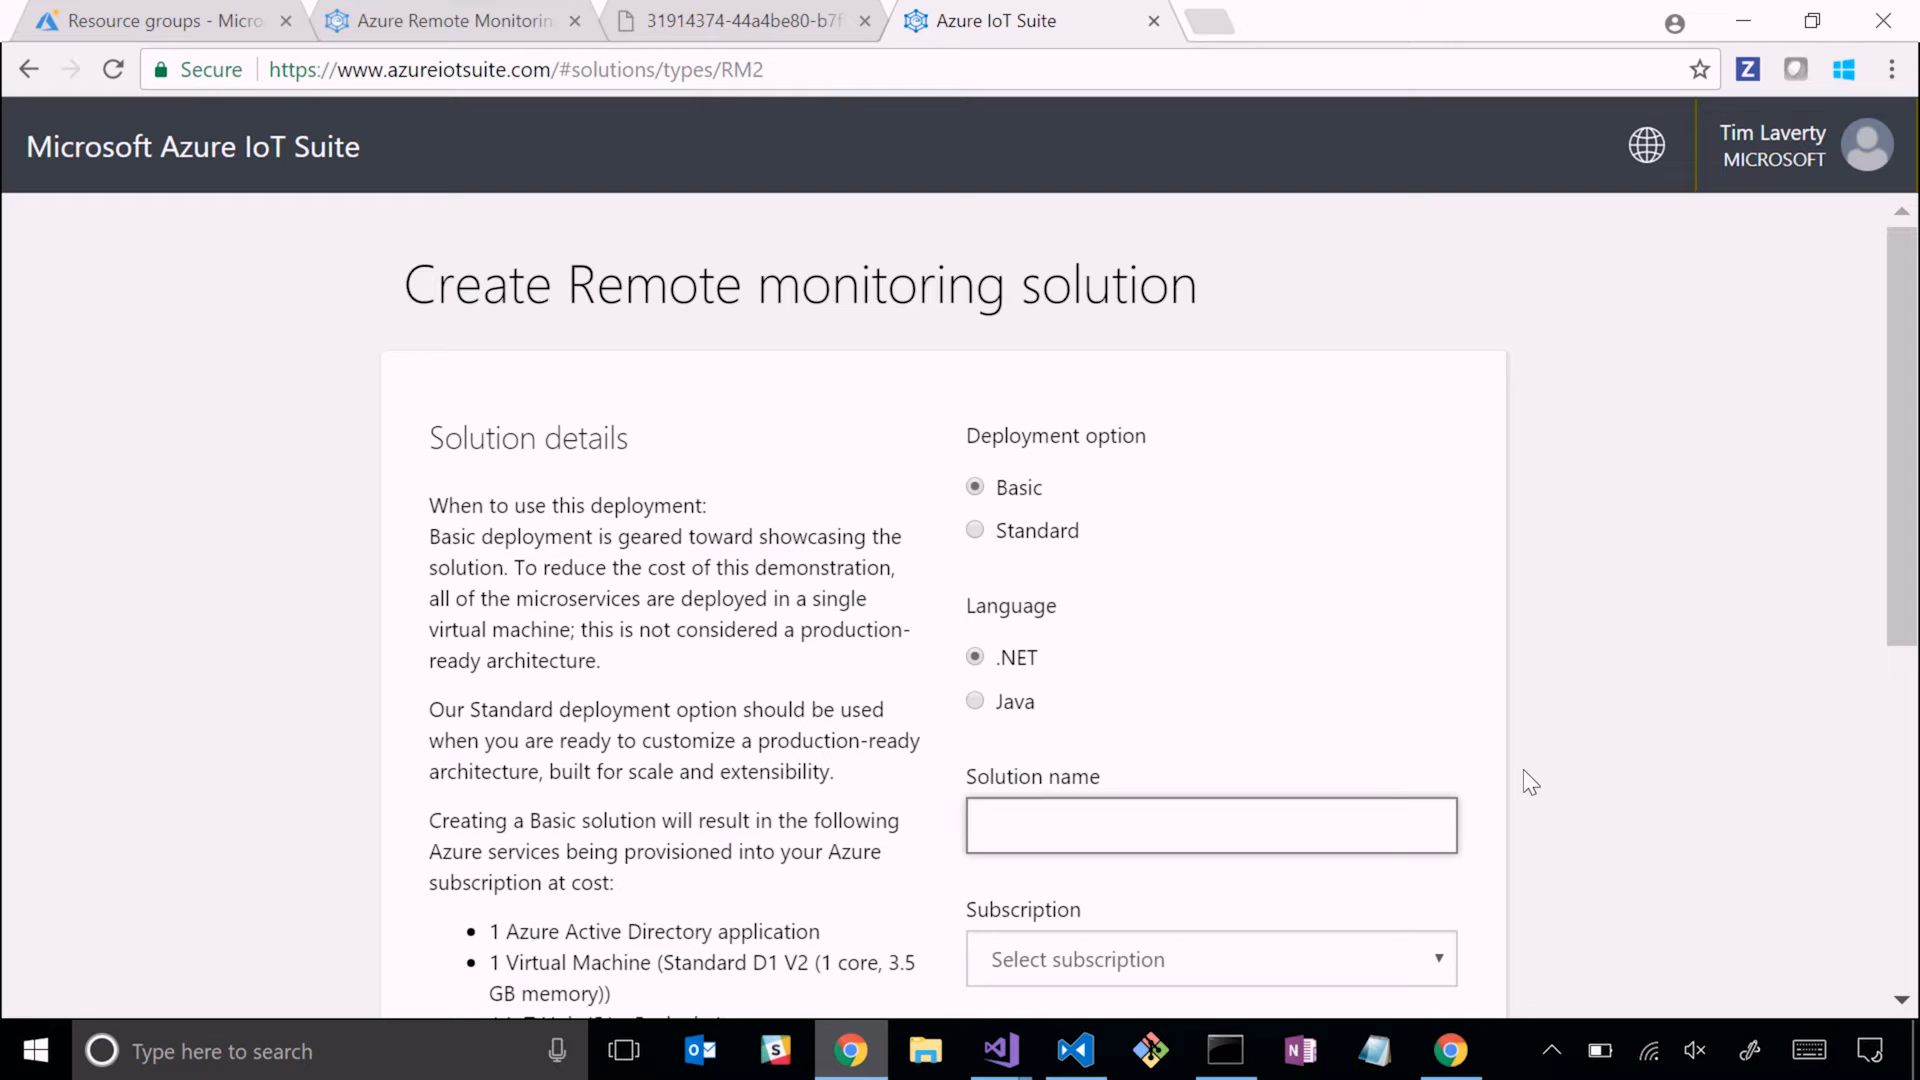 Resource groups - Micro
Azure Remote Monitorin
31914374-44a4be80-b7f
Azure IoT Suite
Secure
https://www.azureiotsuite.com/#solutions/types/RM2
Z
Microsoft Azure IoT Suite
Tim Laverty
MICROSOFT
Create Remote monitoring solution
Solution details
When to use this deployment:
Basic deployment is geared toward showcasing the
solution. To reduce the cost of this demonstration,
all of the microservices are deployed in a single
virtual machine; this is not considered a production-
ready architecture.
Our Standard deployment option should be used
when you are ready to customize a production-ready
architecture, built for scale and extensibility.
Creating a Basic solution will result in the following
Azure services being provisioned into your Azure
subscription at cost:
1 Azure Active Directory application
1 Virtual Machine (Standard D1 V2 (1 core, 3.5
GB memory))
Deployment option
Basic
Standard
Language
.NET
Java
Solution name
Subscription
Select subscription
Type here to search